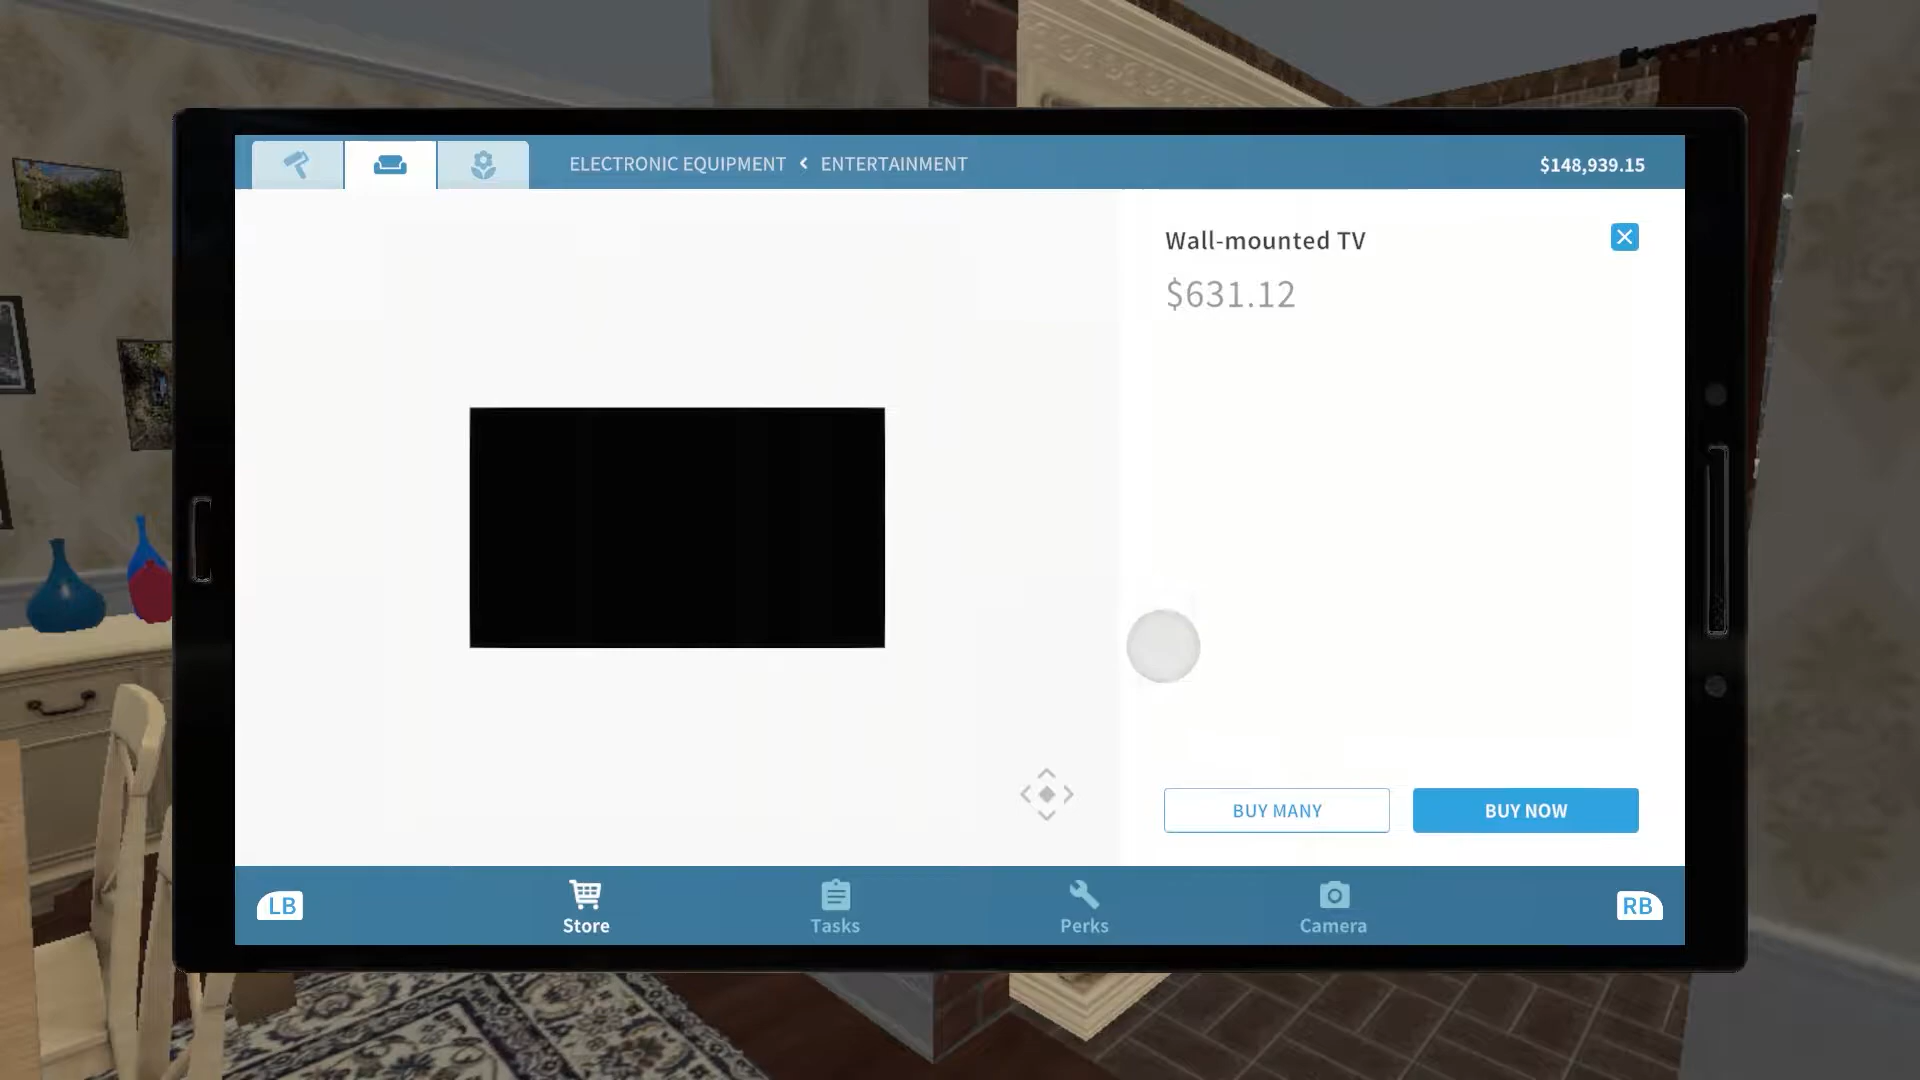 ELECTRONIC EQUIPMENT < ENTERTAINMENT
$148,939.15
Wall-mounted TV
$631.12
BUY MANY
BUY NOW
LB
Store
Tasks
Perks
Camera
RB